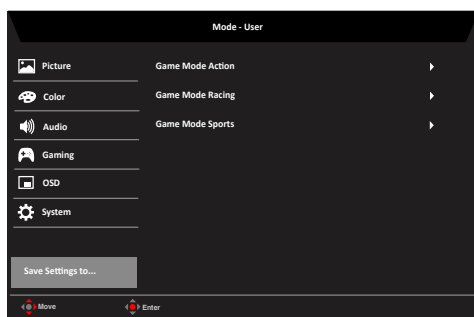 Mode - User
Picture
Color
Audio
Gaming
OSD
System
Save Settings to...
Game Mode Action
Game Mode Racing
Game Mode Sports
Move
Enter